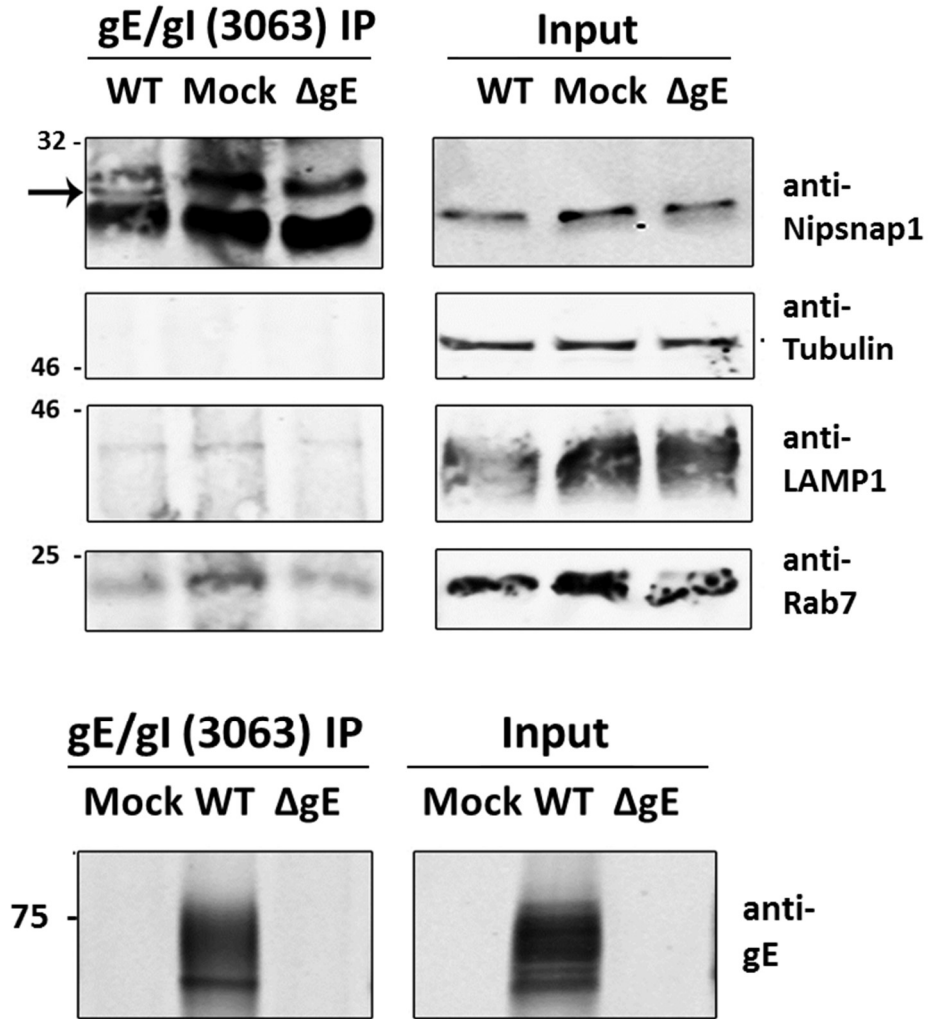 gE/gI (3063) IP
Input
WT Mock ΔgE
WT Mock ΔgE
32 -
anti-
Nipsnap1
anti-
Tubulin
46 -
46 -
anti-
LAMP1
25 -
anti-
Rab7
gE/gI (3063) IP
Input
Mock WT ΔgE
Mock WT ΔgE
75 -
anti-
gE